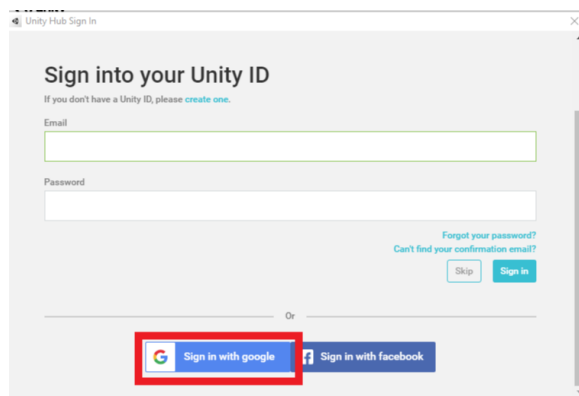 Unity Hub Sign In
Sign into your Unity ID
If you don't have a Unity ID, please create one.
Email
Password
Forgot your password?
Can't find your confirmation email?
Skip Sign in
Or
Sign in with google Sign in with facebook